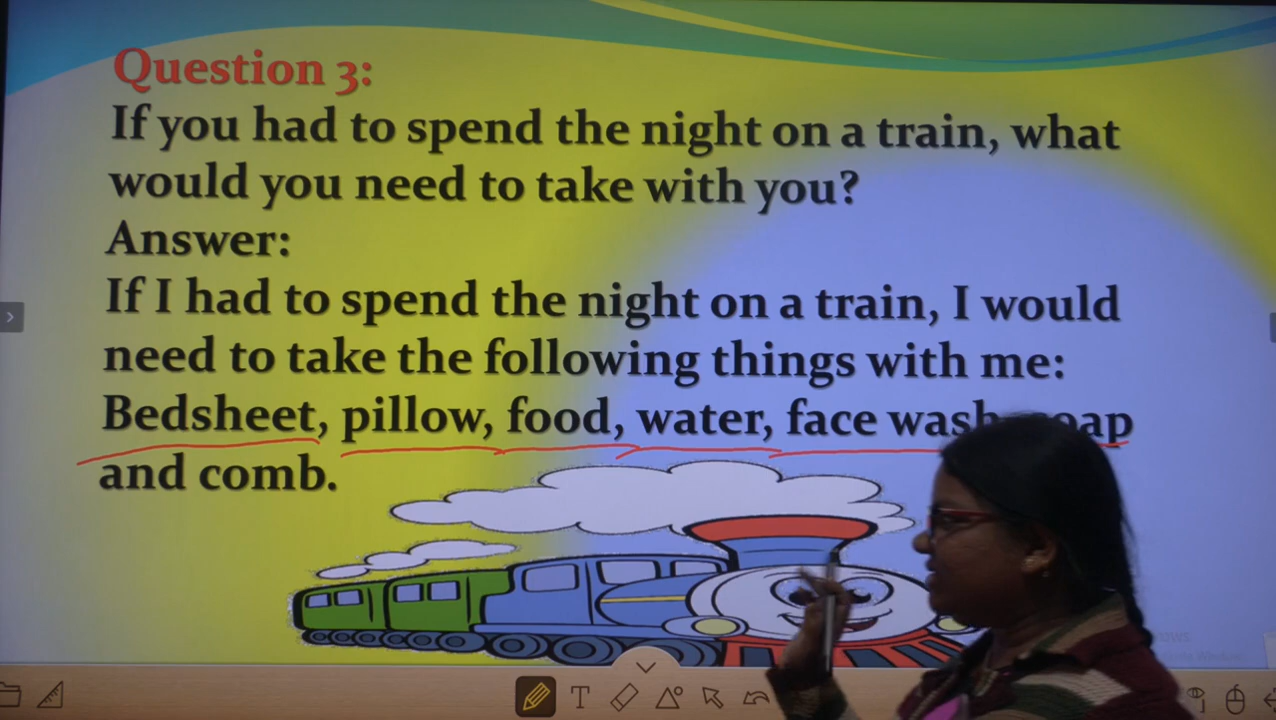 Question 3:
If you had to spend the night on a train, what
would you need to take with you?
Answer:
If I had to spend the night on a train, I would
need to take the following things with me:
Bedsheet, pillow, food, water, face wash
and comb.
T